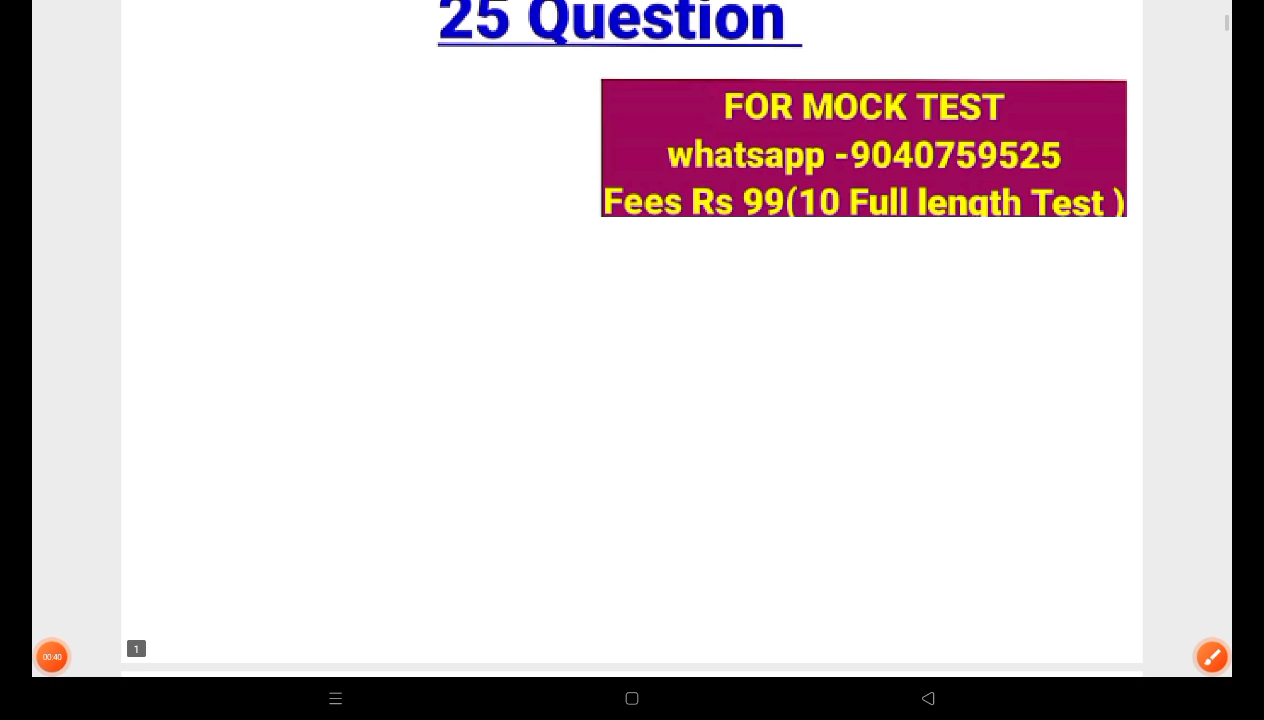 25 Question
FOR MOCK TEST
whatsapp -9040759525
Fees Rs 99(10 Full length Test )
1
00:40